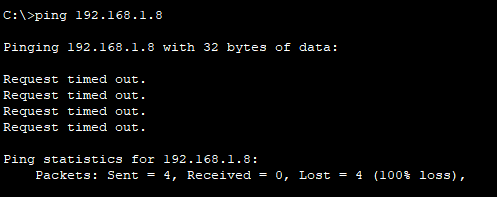 C:\>ping 192.168.1.8
Pinging 192.168.1.8 with 32 bytes of data:
Request timed out.
Request timed out.
Request timed out.
Request timed out.
Ping statistics for 192.168.1.8:
Packets: Sent = 4, Received = 0, Lost = 4 (100% loss),